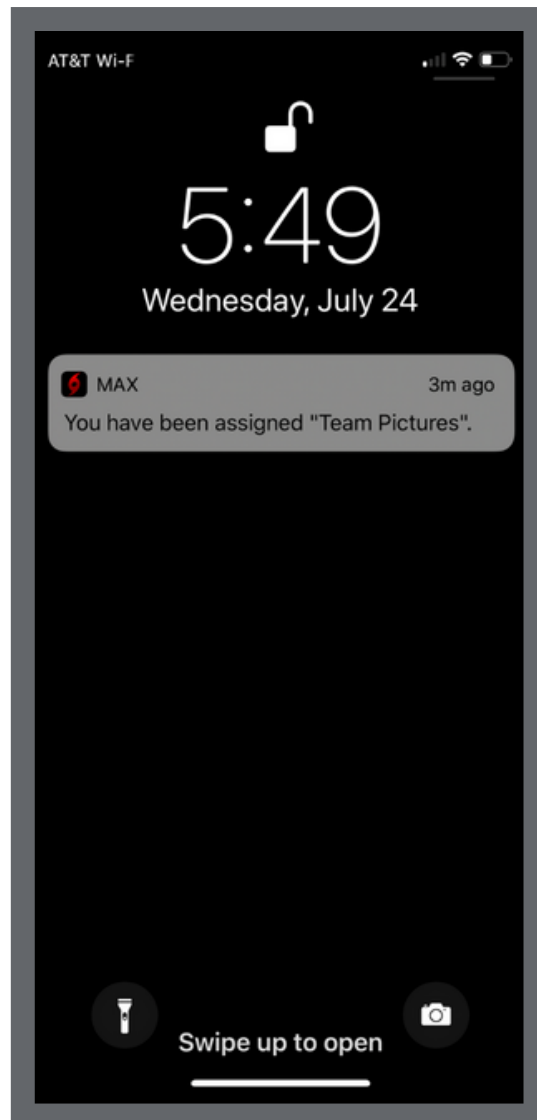 AT&T Wi-F
5:49
Wednesday, July 24
MAX 3m ago
You have been assigned "Team Pictures".
Swipe up to open